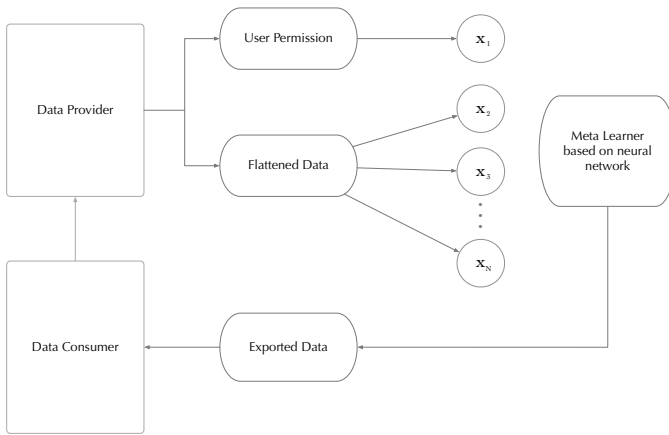 User Permission
x1
Data Provider
x2
Meta Learner
based on neural
network
Flattened Data
x3
xN
Data Consumer
Exported Data